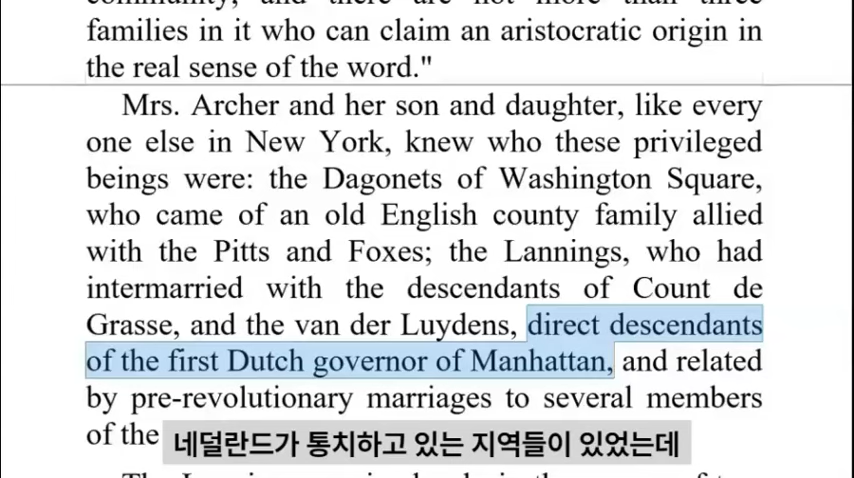 families in it who can claim an aristocratic origin in
the real sense of the word."
Mrs. Archer and her son and daughter, like every
one else in New York, knew who these privileged
beings were: the Dagonets of Washington Square,
who came of an old English county family allied
with the Pitts and Foxes; the Lannings, who had
intermarried with the descendants of Count de
Grasse, and the van der Luydens, direct descendants
of the first Dutch governor of Manhattan, and related
by pre-revolutionary marriages to several members
of the
네덜란드가 통치하고 있는 지역들이 있었는데